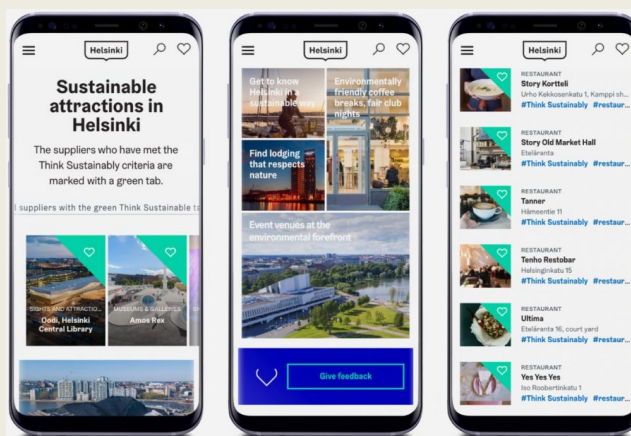 Helsinki
Sustainable
attractions in
Helsinki
The suppliers who have met the
Think Sustainably criteria are
marked with a green tab.
l suppliers with the green Think Sustainable ta
SIGHTS AND ATTRACTIO...
Oodi, Helsinki
Central Library
MUSEUMS & GALLERIES
Amos Rex
Helsinki
Get to know
Helsinki in a
sustainable way
Environmentally
friendly coffee
breaks, fair club
nights
Find lodging
that respects
nature
Event venues at the
environmental forefront
Give feedback
Helsinki
RESTAURANT
Story Kortteli
Urho Kekkosenkatu 1, Kamppi sh...
#Think Sustainably #restaur...
RESTAURANT
Story Old Market Hall
Eteläranta
#Think Sustainably #restaur...
RESTAURANT
Tanner
Hämeentie 11
#Think Sustainably #restaur...
RESTAURANT
Tenho Restobar
Helsinginkatu 15
#Think Sustainably #restaur...
RESTAURANT
Ultima
Eteläranta 16, court yard
#Think Sustainably #restaur...
RESTAURANT
Yes Yes Yes
Iso Roobertinkatu 1
#Think Sustainably #restaur...